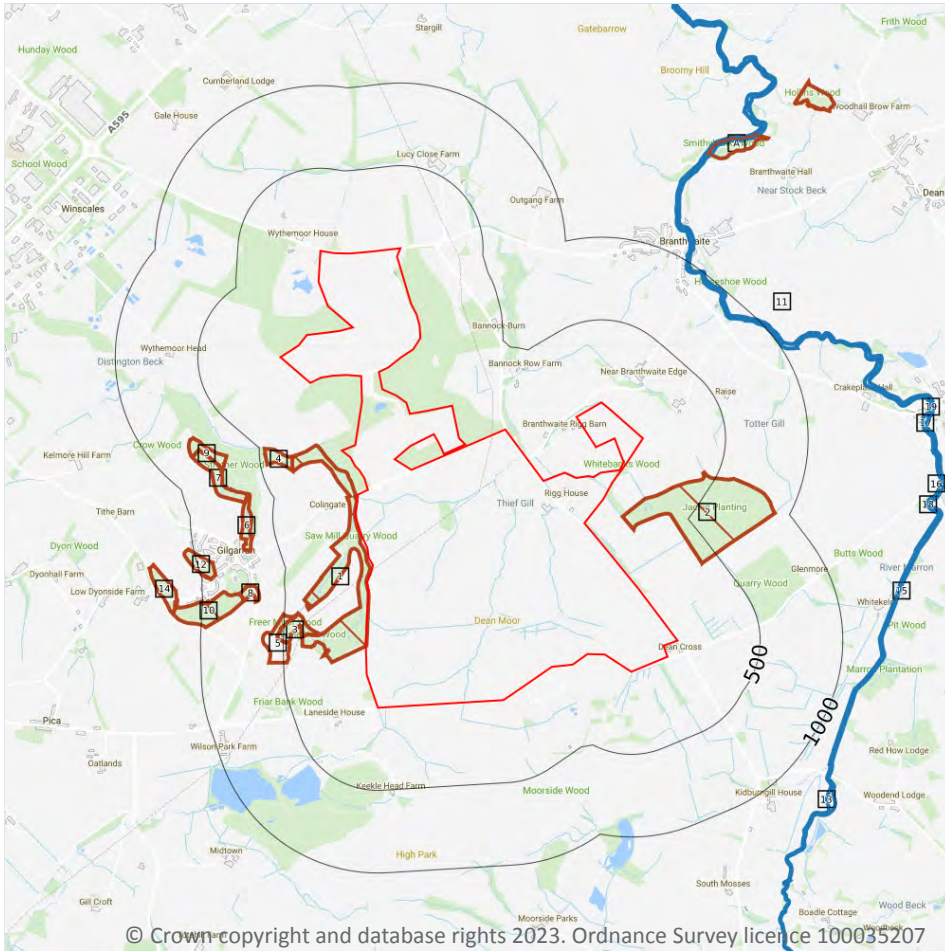 Stargill
Gatebarrow
Frith Wood
Hunday Wood
Broomy Hill
Cumberland Lodge
Hollins Wood
Woodhall Brow Farm
A595
Gale House
School Wood
Lucy Close Farm
A
Branthwaite Hall
Near Stock Beck
Dean
Winscales
Outgang Farm
Wythemoor House
Branthwaite
Horseshoe Wood
11
Bannock-Burn
Wythemoor Head
Distington Beck
Bannock Row Farm
Near Branthwaite Edge
Raise
Crakeplace Hall
19
Branthwaite Rigg Barn
Totter Gill
Crow Wood
Kelmore Hill Farm
9
4
Whitebanks Wood
7
Rigg House
16
Colingate
Thief Gill
18
Tithe Barn
2
6
Saw Mill Quarry Wood
Dyon Wood
Gilgarran
Butts Wood
12
Glenmore
River Marron
Dyonhall Farm
1
Quarry Wood
14
Low Dyonside Farm
8
15
Whitekeld
10
Dean Moor
Pit Wood
3
5
Dean Cross
500
Marron Plantation
Friar Bank Wood
Laneside House
1000
Pica
Wilson Park Farm
Red How Lodge
Oatlands
Keekle Head Farm
Moorside Wood
Kidburngill House
Woodend Lodge
13
Midtown
High Park
South Mosses
Gill Croft
Wood Beck
Moorside Parks
Boadle Cottage
© Crown copyright and database rights 2023. Ordnance Survey licence 100035207